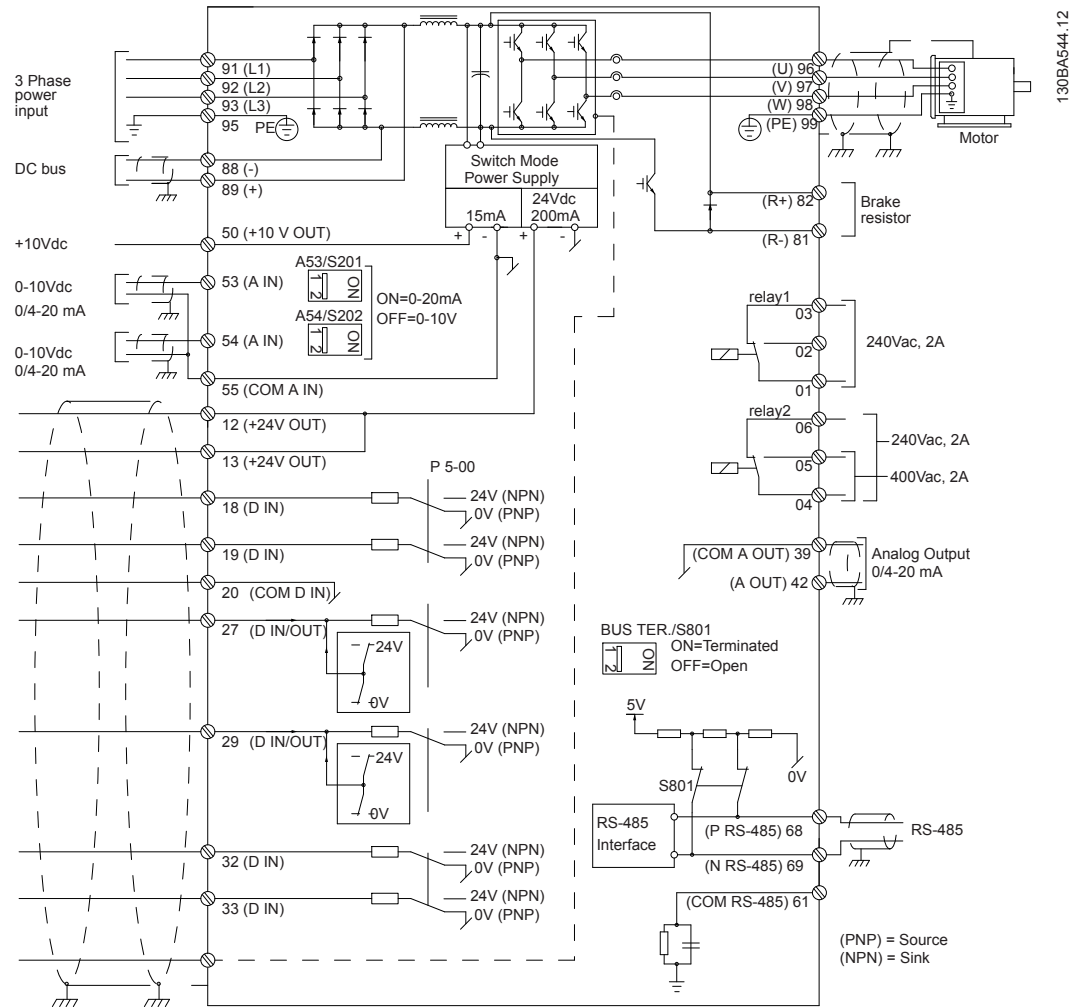 130BA544.12
3 Phase
power
input
91 (L1)
92 (L2)
93 (L3)
95 PE
DC bus
88 (-)
89 (+)
+10Vdc
50 (+10 V OUT)
0-10Vdc
0/4-20 mA
53 (A IN)
0-10Vdc
0/4-20 mA
54 (A IN)
55 (COM A IN)
12 (+24V OUT)
13 (+24V OUT)
18 (D IN)
19 (D IN)
20 (COM D IN)
27 (D IN/OUT)
24V
0V
29 (D IN/OUT)
24V
0V
32 (D IN)
33 (D IN)
Switch Mode
Power Supply
24Vdc
15mA 200mA
+ - + -
A53/S201
1 2 ON
A54/S202
1 2 ON
ON=0-20mA
OFF=0-10V
P 5-00
24V (NPN)
0V (PNP)
24V (NPN)
0V (PNP)
24V (NPN)
0V (PNP)
24V (NPN)
0V (PNP)
24V (NPN)
0V (PNP)
24V (NPN)
0V (PNP)
(U) 96
(V) 97
(W) 98
(PE) 99
Motor
(R+) 82
(R-) 81
Brake
resistor
relay1
03
02
01
240Vac, 2A
relay2
06
05
04
240Vac, 2A
400Vac, 2A
(COM A OUT) 39
(A OUT) 42
Analog Output
0/4-20 mA
BUS TER./S801
1 2 ON
ON=Terminated
OFF=Open
5V
0V
S801
RS-485
Interface
(P RS-485) 68
(N RS-485) 69
RS-485
(COM RS-485) 61
(PNP) = Source
(NPN) = Sink